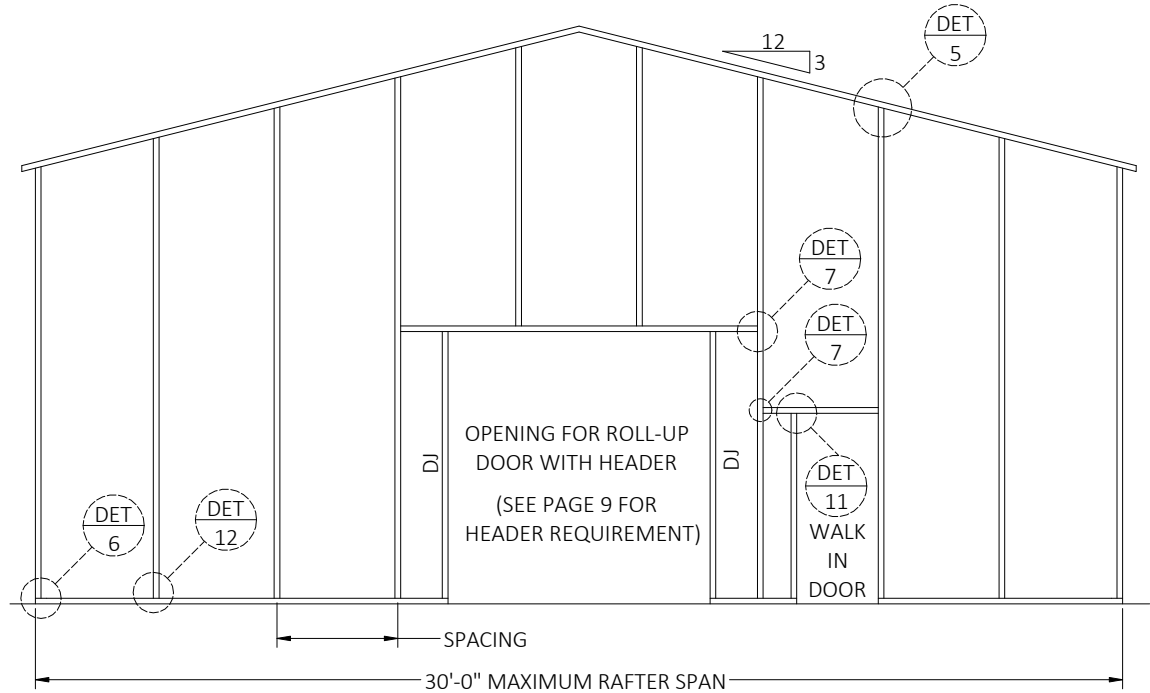 12
3
DET
5
DET
7
DET
7
OPENING FOR ROLL-UP
DOOR WITH HEADER
(SEE PAGE 9 FOR
HEADER REQUIREMENT)
DJ
DJ
DET
11
WALK
IN
DOOR
DET
6
DET
12
SPACING
30'-0" MAXIMUM RAFTER SPAN